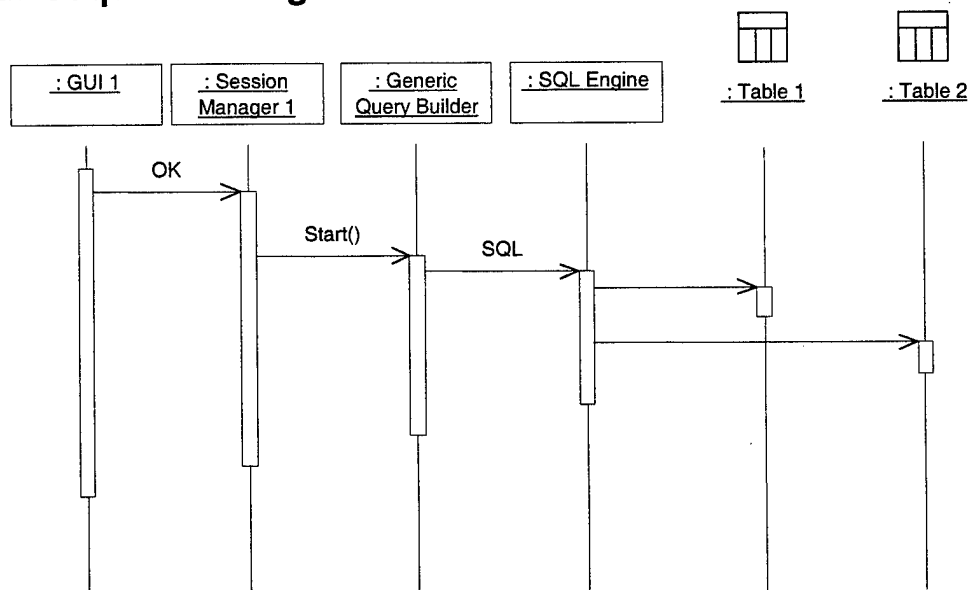 : GUI 1
: Session
Manager 1
: Generic
Query Builder
: SQL Engine
: Table 1
: Table 2
OK
Start()
SQL